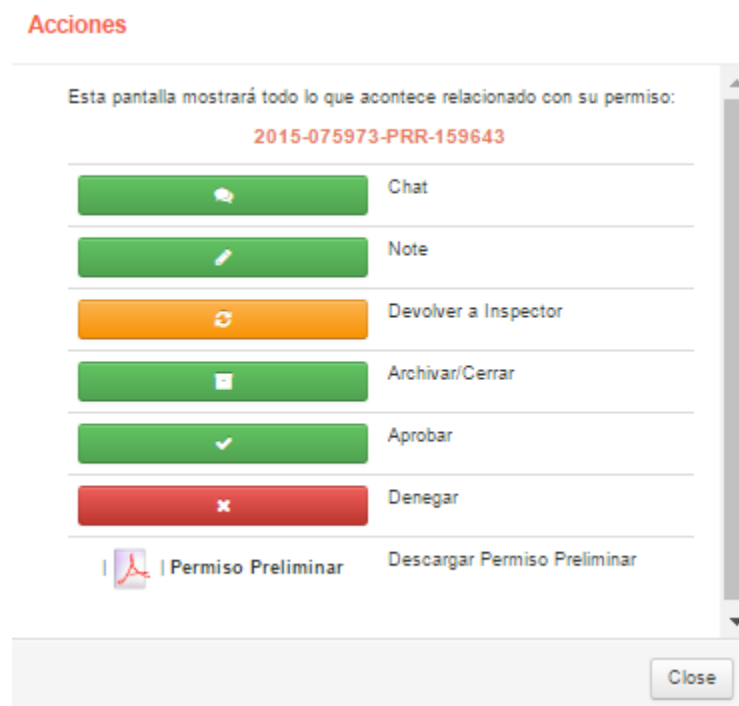 Acciones
Esta pantalla mostrará todo lo que acontece relacionado con su permiso:
2015-075973-PRR-159643
Chat
Note
Devolver a Inspector
Archivar/Cerrar
Aprobar
Denegar
| | Permiso Preliminar Descargar Permiso Preliminar
Close